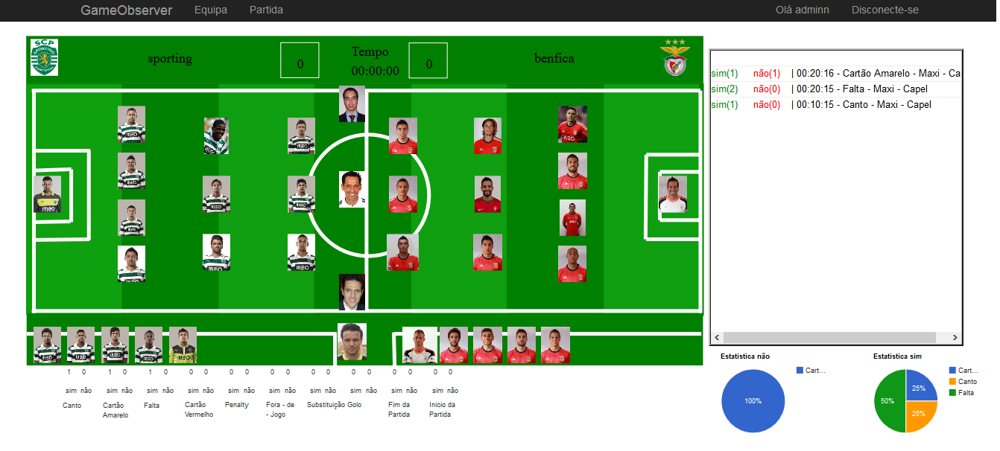 GameObserver Equipa Partida Olá adminn Disconecte-se
SCP
SPORTING
PORTUGAL
sporting 0 Tempo 0 benfica
00:00:00
sim(1) não(1) | 00:20:16 - Cartão Amarelo - Maxi - Ca
sim(2) não(0) | 00:20:15 - Falta - Maxi - Capel
sim(1) não(0) | 00:10:15 - Canto - Maxi - Capel
1 0 1 0 1 0 0 0 0 0 0 0 0 0 0 0 0 0 0 0
sim não sim não sim não sim não sim não sim não sim não sim não sim não sim não
Canto Cartão Falta Cartão Penalty Fora - de Substituição Golo Fim da Inicio da
Amarelo Vermelho - Jogo Partida Partida
Estatistica não
Cart...
100%
Estatistica sim
Cart...
Canto
Falta
25%
50%
25%